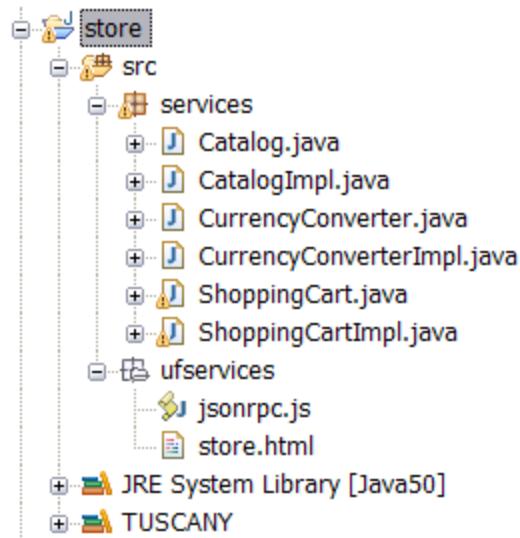 store
src
services
Catalog.java
CatalogImpl.java
CurrencyConverter.java
CurrencyConverterImpl.java
ShoppingCart.java
ShoppingCartImpl.java
ufservices
jsonrpc.js
store.html
JRE System Library [Java50]
TUSCANY